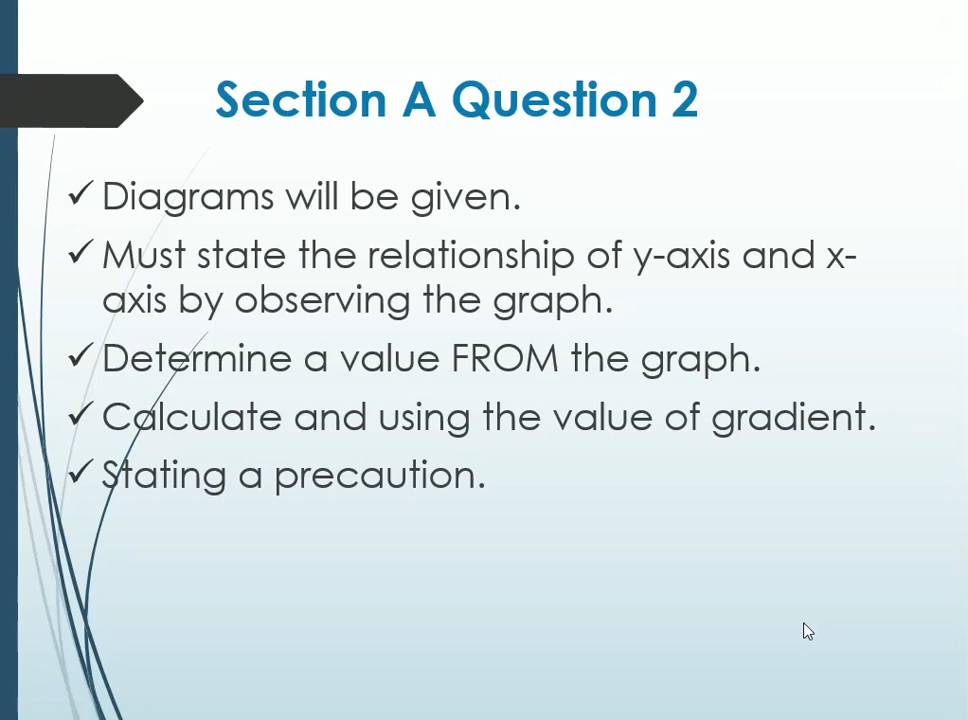 Section A Question 2
✓ Diagrams will be given.
✓ Must state the relationship of y-axis and x-
axis by observing the graph.
✓ Determine a value FROM the graph.
✓ Calculate and using the value of gradient.
✓ Stating a precaution.